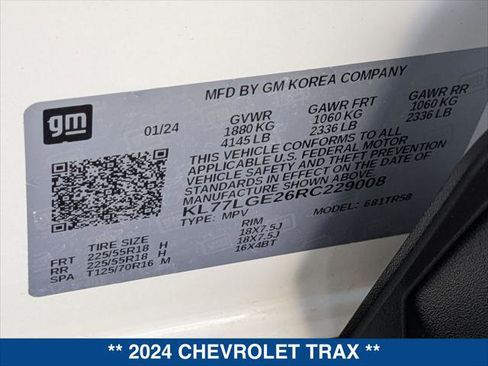 MFD BY GM KOREA COMPANY
gm
01/24
GVWR GAWR FRT GAWR RR
1880 KG 1060 KG 1060 KG
4145 LB 2336 LB 2336 LB
THIS VEHICLE CONFORMS TO ALL
APPLICABLE U.S. FEDERAL MOTOR
VEHICLE SAFETY AND THEFT PREVENTION
STANDARDS IN EFFECT ON THE DATE OF
MANUFACTURE SHOWN ABOVE.
KL77LGE26RC229008
TYPE: MPV MODEL: 681TR58
TIRE SIZE RIM
FRT 225/55R18 H 18X7.5J
RR 225/55R18 H 18X7.5J
SPA T125/70R16 M 16X4BT
** 2024 CHEVROLET TRAX **